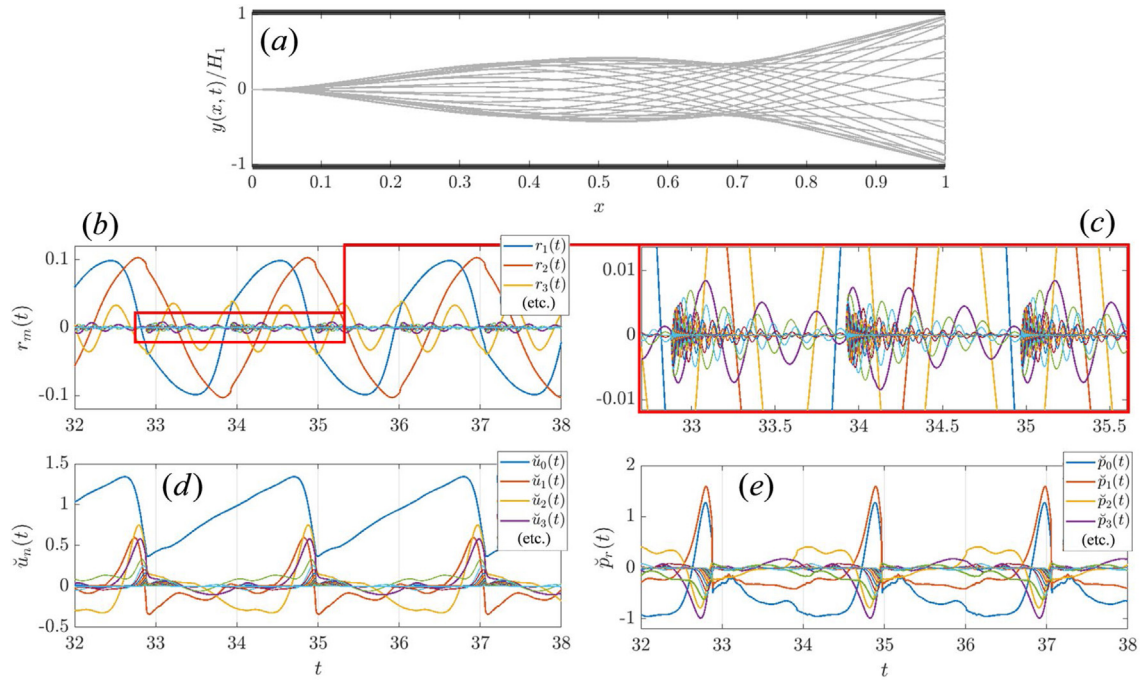 (a)
y(x, t)/H₁
1
0
-1
0 0.1 0.2 0.3 0.4 0.5 0.6 0.7 0.8 0.9 1
x
(b)
r₁(t)
r₂(t)
r₃(t)
(etc.)
r_m(t)
0.1
0
-0.1
32 33 34 35 36 37 38
(c)
0.01
0
-0.01
33 33.5 34 34.5 35 35.5
(d)
ŭ₀(t)
ŭ₁(t)
ŭ₂(t)
ŭ₃(t)
(etc.)
ŭₙ(t)
1.5
1
0.5
0
-0.5
32 33 34 35 36 37 38
t
(e)
p̆₀(t)
p̆₁(t)
p̆₂(t)
p̆₃(t)
(etc.)
p̆ᵣ(t)
2
1
0
-1
32 33 34 35 36 37 38
t